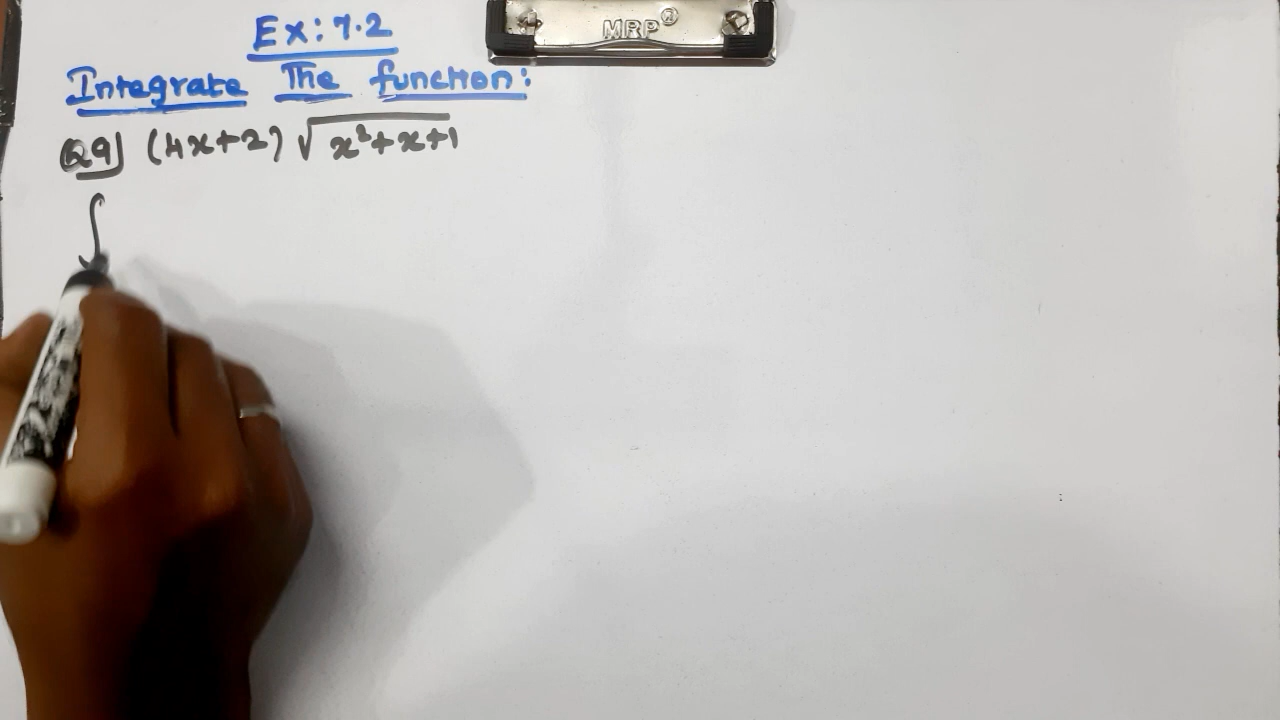 MRP®
Ex: 7.2
Integrate The function:
Q9] (4x+2) √x²+x+1
∫